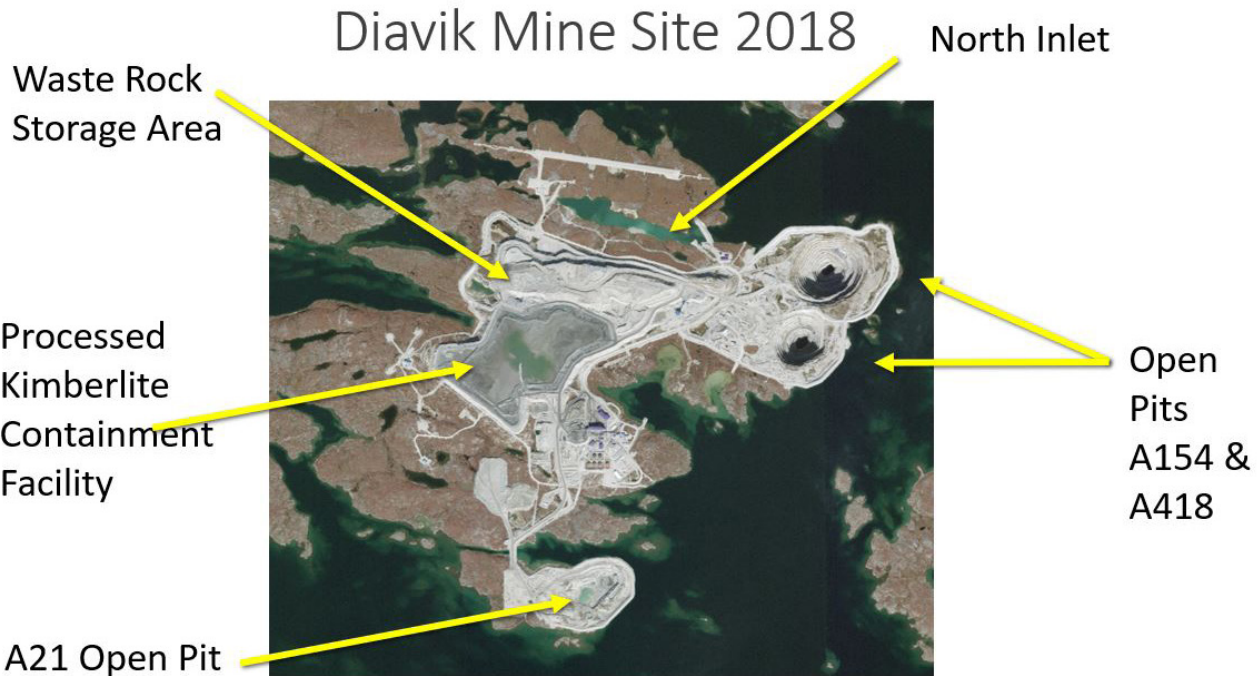 Diavik Mine Site 2018
North Inlet
Waste Rock
Storage Area
Processed
Kimberlite
Containment
Facility
Open
Pits
A154 &
A418
A21 Open Pit